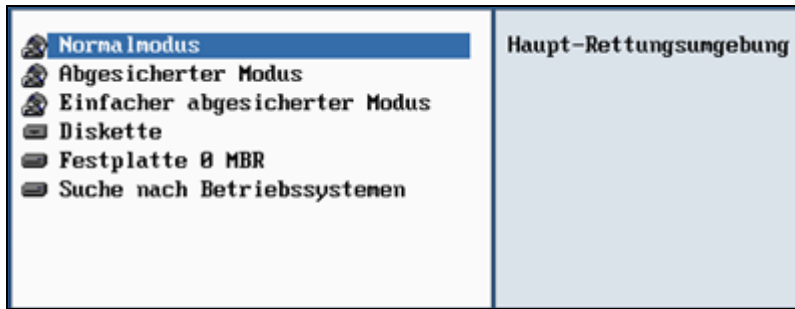 Normalmodus
Abgesicherter Modus
Einfacher abgesicherter Modus
Diskette
Festplatte 0 MBR
Suche nach Betriebssystemen
Haupt-Rettungsumgebung